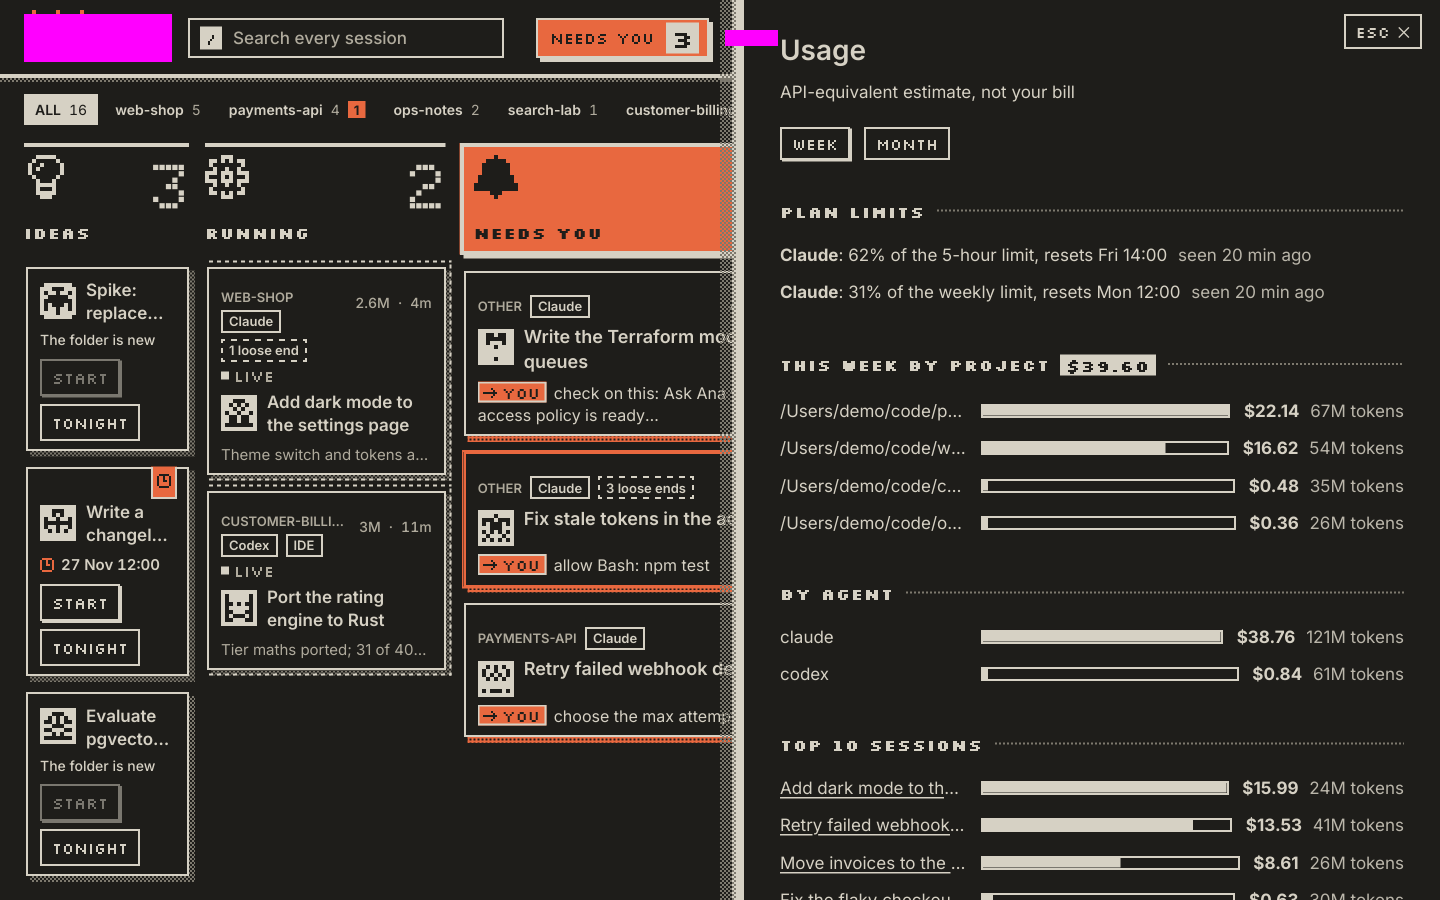 / Search every session
NEEDS YOU 3
ALL 16 web-shop 5 payments-api 4 1 ops-notes 2 search-lab 1
3
IDEAS
2
RUNNING
NEEDS YOU
Spike:
replace...
The folder is new
START
TONIGHT
Write a
changel...
27 Nov 12:00
START
TONIGHT
Evaluate
pgvecto...
The folder is new
START
TONIGHT
WEB-SHOP 2.6M · 4m
Claude
1 loose end
LIVE
Add dark mode to
the settings page
Theme switch and tokens a...
CUSTOMER-BILLI... 3M · 11m
Codex IDE
LIVE
Port the rating
engine to Rust
Tier maths ported; 31 of 40...
OTHER Claude
Write the Terraform
queues
→ YOU check on this: Ask Ana
access policy is ready...
OTHER Claude 3 loose ends
Fix stale tokens in the
→ YOU allow Bash: npm test
PAYMENTS-API Claude
Retry failed webhook
→ YOU choose the max
Usage
ESC ×
API-equivalent estimate, not your bill
WEEK MONTH
PLAN LIMITS
Claude: 62% of the 5-hour limit, resets Fri 14:00 seen 20 min ago
Claude: 31% of the weekly limit, resets Mon 12:00 seen 20 min ago
THIS WEEK BY PROJECT $39.60
/Users/demo/code/p... $22.14 67M tokens
/Users/demo/code/w... $16.62 54M tokens
/Users/demo/code/c... $0.48 35M tokens
/Users/demo/code/o... $0.36 26M tokens
BY AGENT
claude $38.76 121M tokens
codex $0.84 61M tokens
TOP 10 SESSIONS
Add dark mode to th... $15.99 24M tokens
Retry failed webhook... $13.53 41M tokens
Move invoices to the ... $8.61 26M tokens
Fix the flaky checkou... $0.63 30M tokens